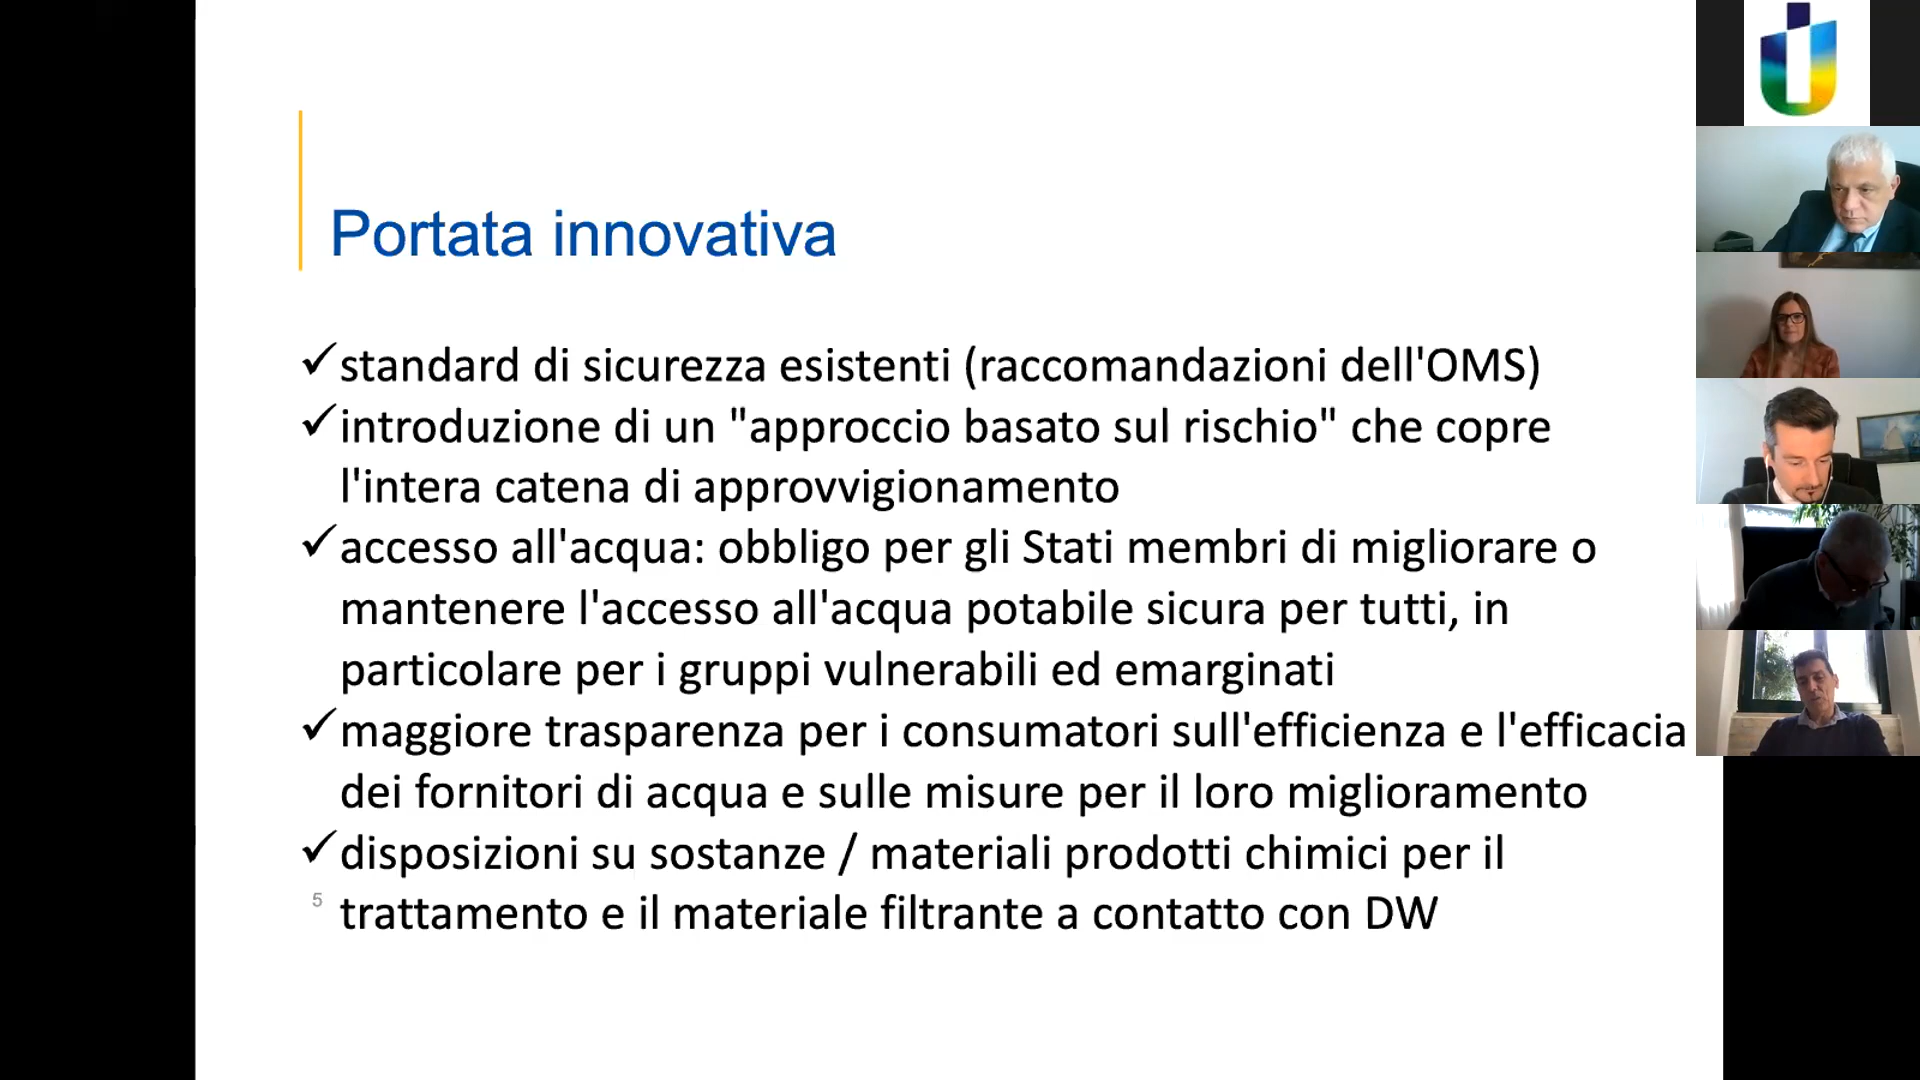 Portata innovativa
✓standard di sicurezza esistenti (raccomandazioni dell'OMS)
✓introduzione di un "approccio basato sul rischio" che copre
l'intera catena di approvvigionamento
✓accesso all'acqua: obbligo per gli Stati membri di migliorare o
mantenere l'accesso all'acqua potabile sicura per tutti, in
particolare per i gruppi vulnerabili ed emarginati
✓maggiore trasparenza per i consumatori sull'efficienza e l'efficacia
dei fornitori di acqua e sulle misure per il loro miglioramento
✓disposizioni su sostanze / materiali prodotti chimici per il
trattamento e il materiale filtrante a contatto con DW
5